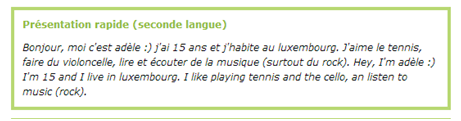 Présentation rapide (seconde langue)
Bonjour, moi c'est adèle :) j'ai 15 ans et j'habite au luxembourg. J'aime le tennis,
faire du violoncelle, lire et écouter de la musique (surtout du rock). Hey, I'm adèle :)
I'm 15 and I live in luxembourg. I like playing tennis and the cello, an listen to
music (rock).